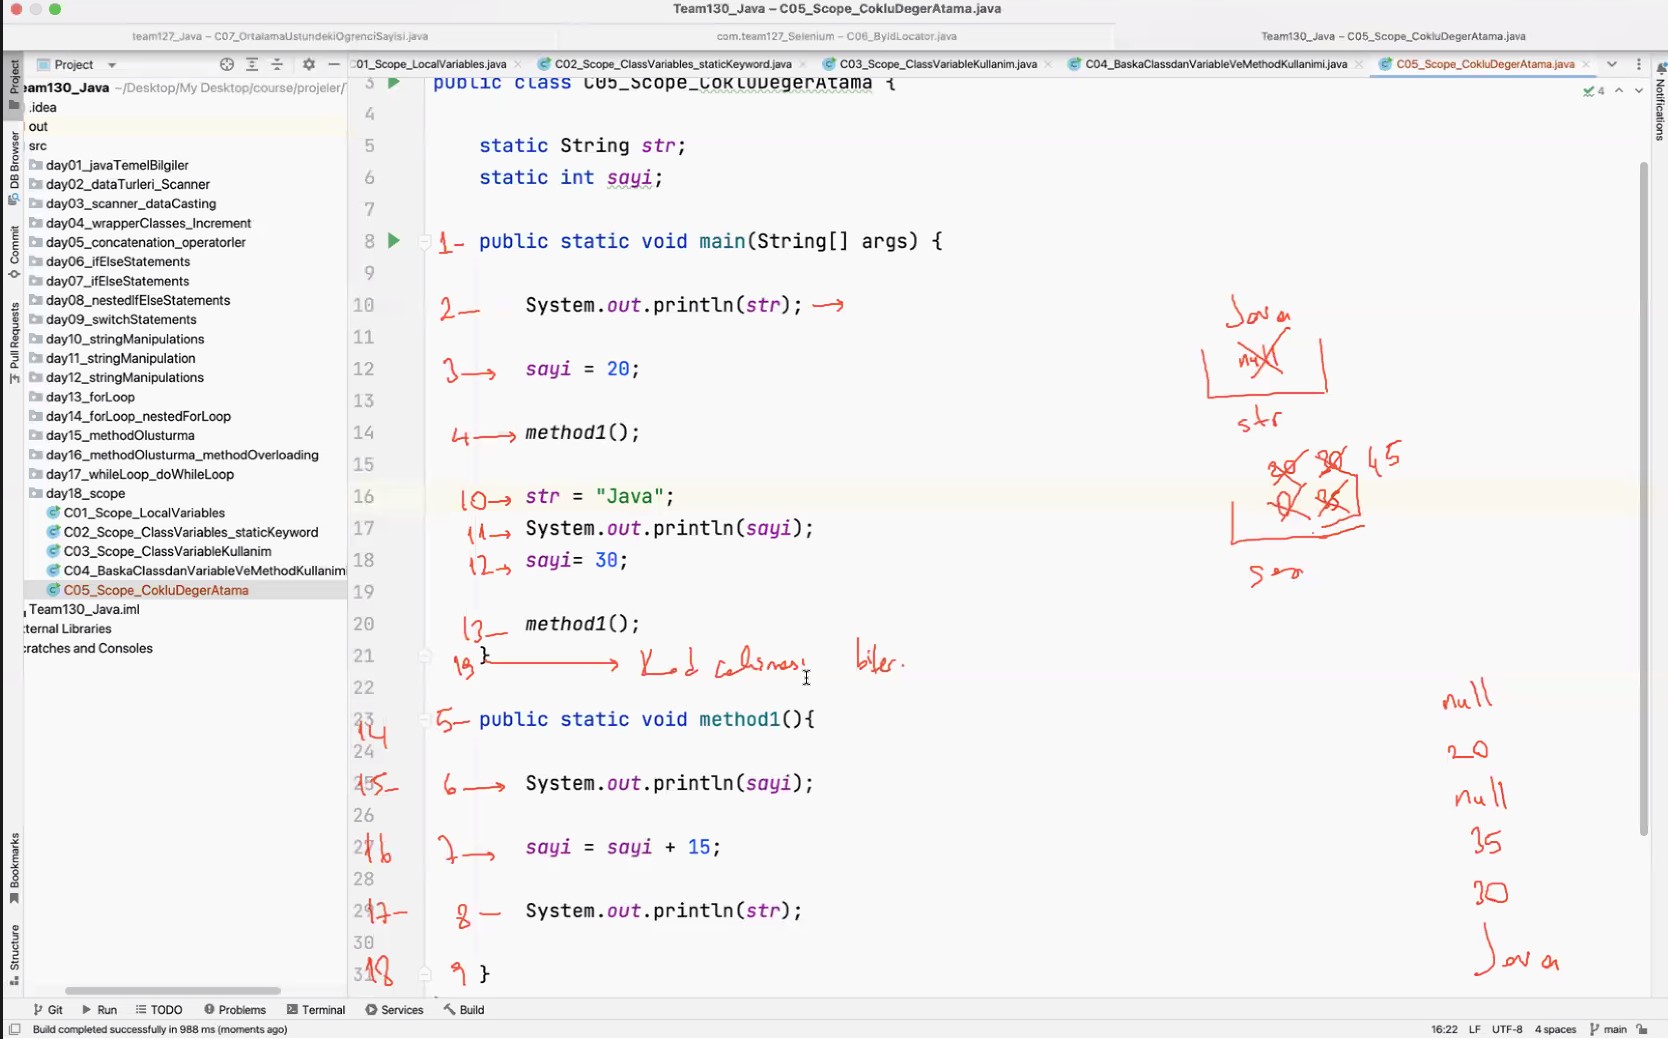 Team130_Java – C05_Scope_CokluDegerAtama.java
team127_Java – C07_OrtalamaUstundekiOgrenciSayisi.java
com.team127_Selenium – C06_ByIdLocator.java
Team130_Java – C05_Scope_CokluDegerAtama.java
Project
01_Scope_LocalVariables.java
C02_Scope_ClassVariables_staticKeyword.java
C03_Scope_ClassVariableKullanim.java
C04_BaskaClassdanVariableVeMethodKullanimi.java
C05_Scope_CokluDegerAtama.java
Project
DB Browser
Commit
Pull Requests
Bookmarks
Structure
Notifications
eam130_Java ~/Desktop/My Desktop/course/projeler/
.idea
out
src
day01_javaTemelBilgiler
day02_dataTurleri_Scanner
day03_scanner_dataCasting
day04_wrapperClasses_Increment
day05_concatenation_operatorler
day06_ifElseStatements
day07_ifElseStatements
day08_nestedIfElseStatements
day09_switchStatements
day10_stringManipulations
day11_stringManipulation
day12_stringManipulations
day13_forLoop
day14_forLoop_nestedForLoop
day15_methodOlusturma
day16_methodOlusturma_methodOverloading
day17_whileLoop_doWhileLoop
day18_scope
C01_Scope_LocalVariables
C02_Scope_ClassVariables_staticKeyword
C03_Scope_ClassVariableKullanim
C04_BaskaClassdanVariableVeMethodKullanimi
C05_Scope_CokluDegerAtama
Team130_Java.iml
ternal Libraries
cratches and Consoles
4
3 public class C05_Scope_CokluDegerAtama {
4
5 static String str;
6 static int sayi;
7
8 1- public static void main(String[] args) {
9
10 2- System.out.println(str); →
11
12 3→ sayi = 20;
13
14 4→ method1();
15
16 10→ str = "Java";
17 11→ System.out.println(sayi);
18 12→ sayi= 30;
19
20 13- method1();
21 19 } → Kod calismasi biter.
22
23 14 5- public static void method1(){
24
25 15- 6→ System.out.println(sayi);
26
27 16 7→ sayi = sayi + 15;
28
29 17- 8- System.out.println(str);
30
31 18 9 }
Java
null
str
20 30 45
0 35
null
20
null
35
30
Java
Git Run TODO Problems Terminal Services Build
Build completed successfully in 988 ms (moments ago)
16:22 LF UTF-8 4 spaces main